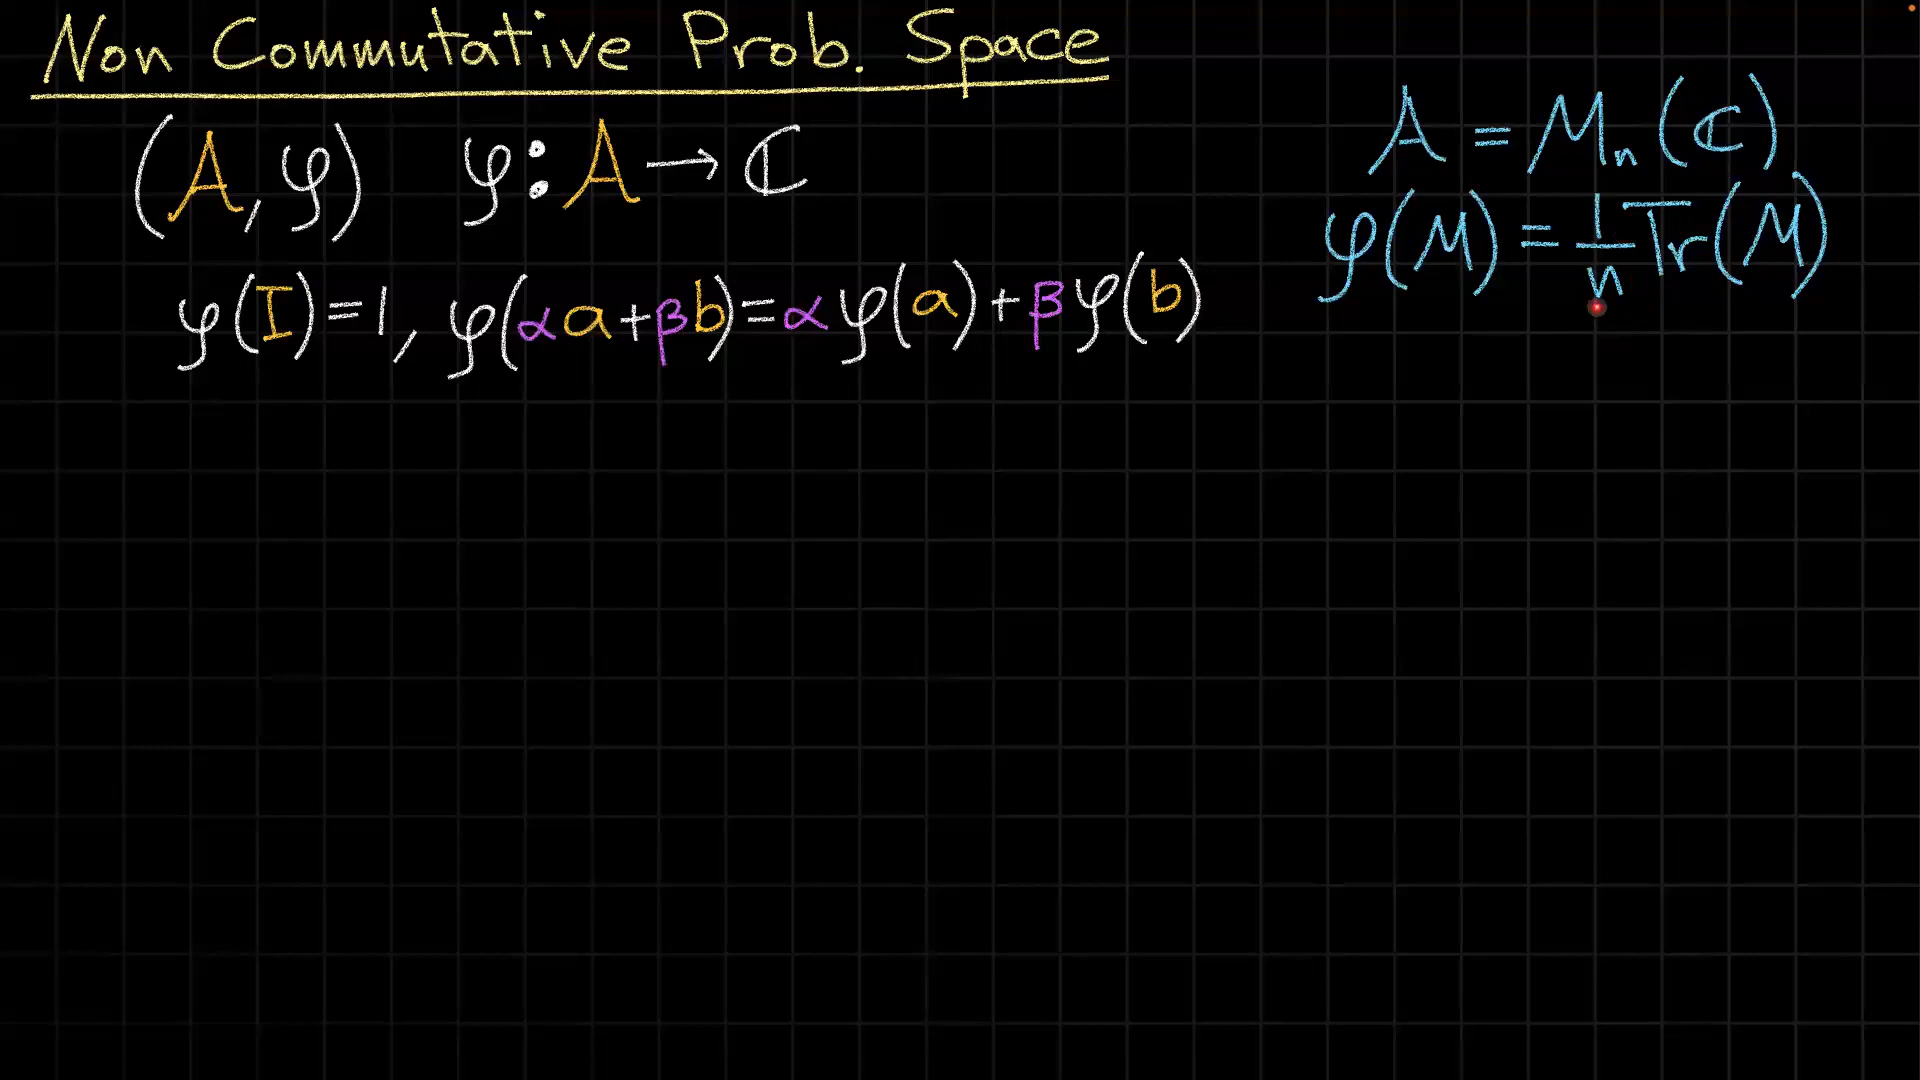 Non Commutative Prob. Space
(A, φ) φ: A → ℂ
φ(I) = 1, φ(αa + βb) = αφ(a) + βφ(b)
A = Mₙ(ℂ)
φ(M) = 1/n Tr(M)